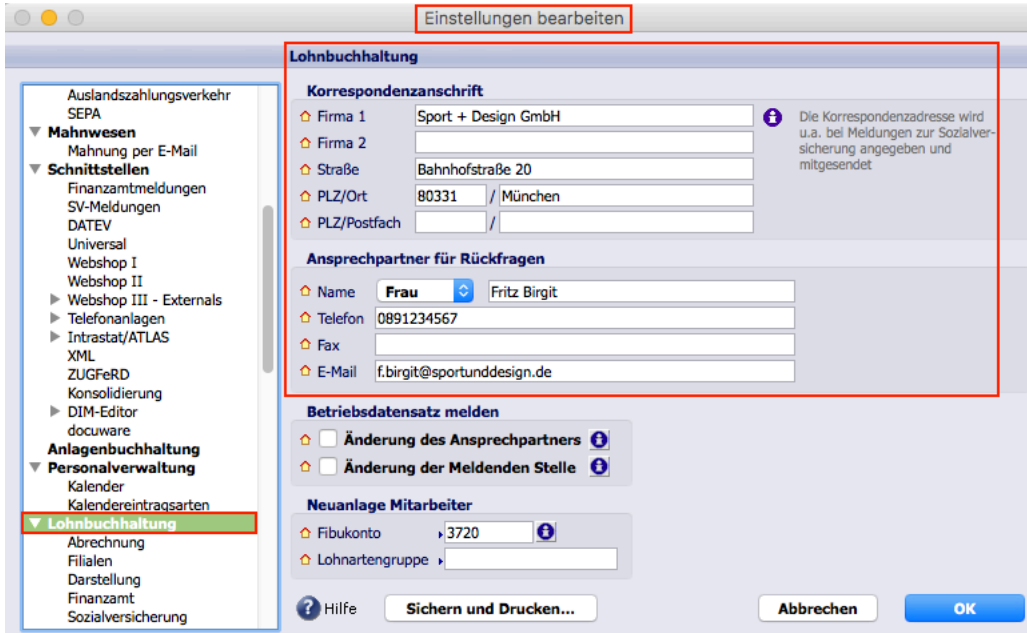 Einstellungen bearbeiten
Auslandszahlungsverkehr
SEPA
Mahnwesen
Mahnung per E-Mail
Schnittstellen
Finanzamtmeldungen
SV-Meldungen
DATEV
Universal
Webshop I
Webshop II
Webshop III - Externals
Telefonanlagen
Intrastat/ATLAS
XML
ZUGFeRD
Konsolidierung
DIM-Editor
docuware
Anlagenbuchhaltung
Personalverwaltung
Kalender
Kalendereintragsarten
Lohnbuchhaltung
Abrechnung
Filialen
Darstellung
Finanzamt
Sozialversicherung
Lohnbuchhaltung
Korrespondenzanschrift
Firma 1 Sport + Design GmbH
Firma 2
Straße Bahnhofstraße 20
PLZ/Ort 80331 / München
PLZ/Postfach /
Die Korrespondenzadresse wird
u.a. bei Meldungen zur Sozialver-
sicherung angegeben und
mitgesendet
Ansprechpartner für Rückfragen
Name Frau Fritz Birgit
Telefon 0891234567
Fax
E-Mail f.birgit@sportunddesign.de
Betriebsdatensatz melden
Änderung des Ansprechpartners
Änderung der Meldenden Stelle
Neuanlage Mitarbeiter
Fibukonto 3720
Lohnartengruppe
? Hilfe Sichern und Drucken... Abbrechen OK